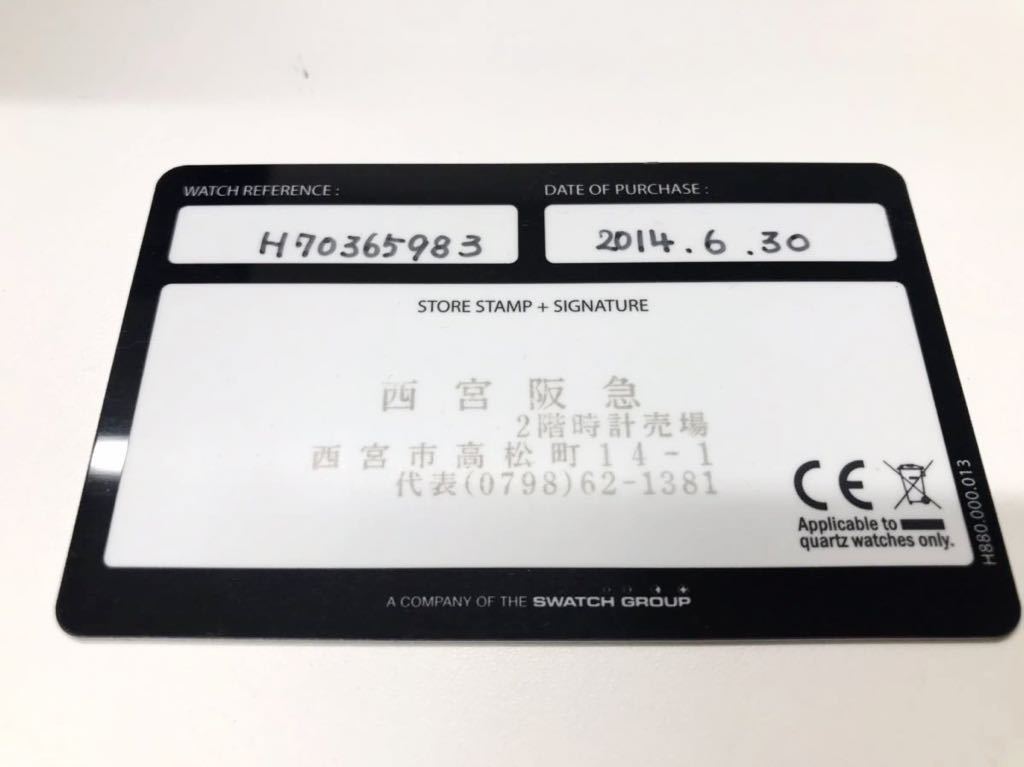 WATCH REFERENCE :
DATE OF PURCHASE :
H70365983
2014.6.30
STORE STAMP + SIGNATURE
西宮阪急
2階時計売場
西宮市高松町14-1
代表(0798)62-1381
CE
Applicable to
quartz watches only.
H880.000.013
A COMPANY OF THE SWATCH GROUP